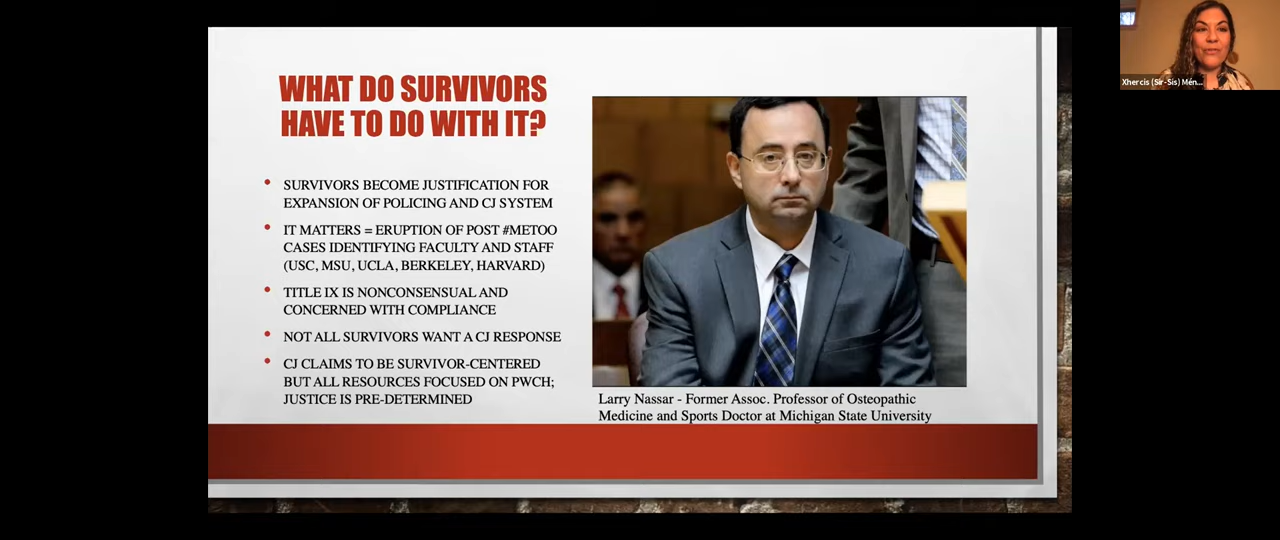 WHAT DO SURVIVORS
HAVE TO DO WITH IT?
• SURVIVORS BECOME JUSTIFICATION FOR
EXPANSION OF POLICING AND CJ SYSTEM
• IT MATTERS = ERUPTION OF POST #METOO
CASES IDENTIFYING FACULTY AND STAFF
(USC, MSU, UCLA, BERKELEY, HARVARD)
• TITLE IX IS NONCONSENSUAL AND
CONCERNED WITH COMPLIANCE
• NOT ALL SURVIVORS WANT A CJ RESPONSE
• CJ CLAIMS TO BE SURVIVOR-CENTERED
BUT ALL RESOURCES FOCUSED ON PWCH;
JUSTICE IS PRE-DETERMINED
Larry Nassar - Former Assoc. Professor of Osteopathic
Medicine and Sports Doctor at Michigan State University
Xhercis (Sir-Sis) Mén...